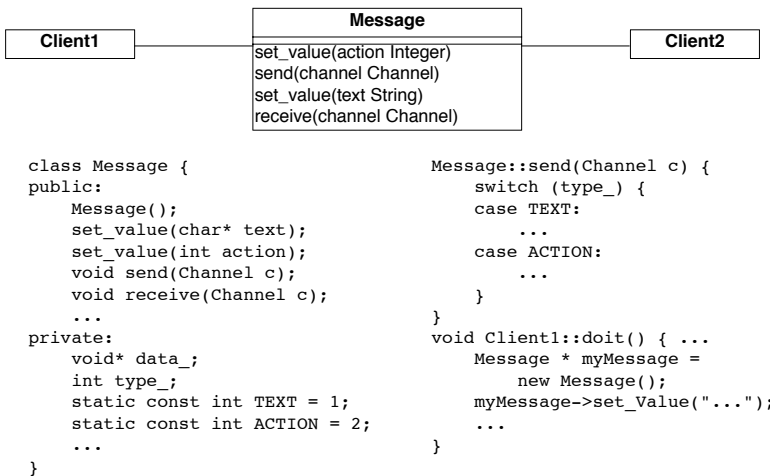 Message
Client1
Client2
set_value(action Integer)
send(channel Channel)
set_value(text String)
receive(channel Channel)
class Message {
public:
    Message();
    set_value(char* text);
    set_value(int action);
    void send(Channel c);
    void receive(Channel c);
    ...
private:
    void* data_;
    int type_;
    static const int TEXT = 1;
    static const int ACTION = 2;
    ...
}
Message::send(Channel c) {
    switch (type_) {
    case TEXT:
        ...
    case ACTION:
        ...
    }
}
void Client1::doit() { ...
    Message * myMessage =
        new Message();
    myMessage->set_Value("...");
    ...
}